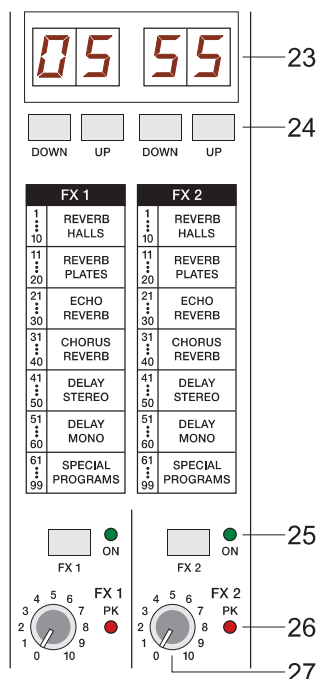 05 55
23
24
DOWN UP DOWN UP
FX 1 FX 2
1 REVERB 1 REVERB
10 HALLS 10 HALLS
11 REVERB 11 REVERB
20 PLATES 20 PLATES
21 ECHO 21 ECHO
30 REVERB 30 REVERB
31 CHORUS 31 CHORUS
40 REVERB 40 REVERB
41 DELAY 41 DELAY
50 STEREO 50 STEREO
51 DELAY 51 DELAY
60 MONO 60 MONO
61 SPECIAL 61 SPECIAL
99 PROGRAMS 99 PROGRAMS
25
ON ON
FX 1 FX 2
FX 1 FX 2
PK PK
26
0 1 2 3 4 5 6 7 8 9 10
0 1 2 3 4 5 6 7 8 9 10
27